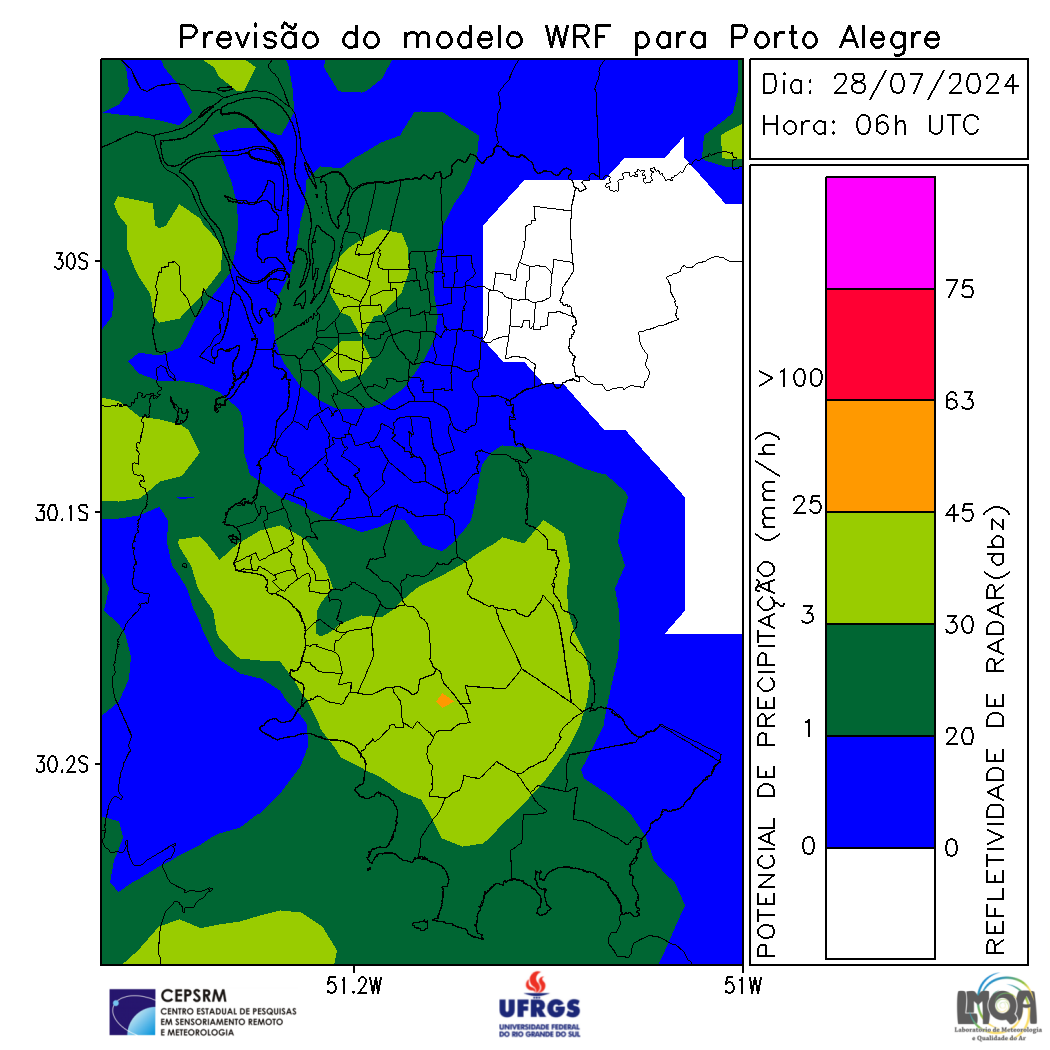 Previsão do modelo WRF para Porto Alegre
Dia: 28/07/2024
Hora: 06h UTC
30S
30.1S
30.2S
51.2W
51W
POTENCIAL DE PRECIPITAÇÃO (mm/h)
>100
25
3
1
0
75
63
45
30
20
0
REFLETIVIDADE DE RADAR(dbz)
CEPSRM
CENTRO ESTADUAL DE PESQUISAS
EM SENSORIAMENTO REMOTO
E METEOROLOGIA
UFRGS
UNIVERSIDADE FEDERAL
DO RIO GRANDE DO SUL
LMQA
Laboratório de Meteorologia
e Qualidade do Ar